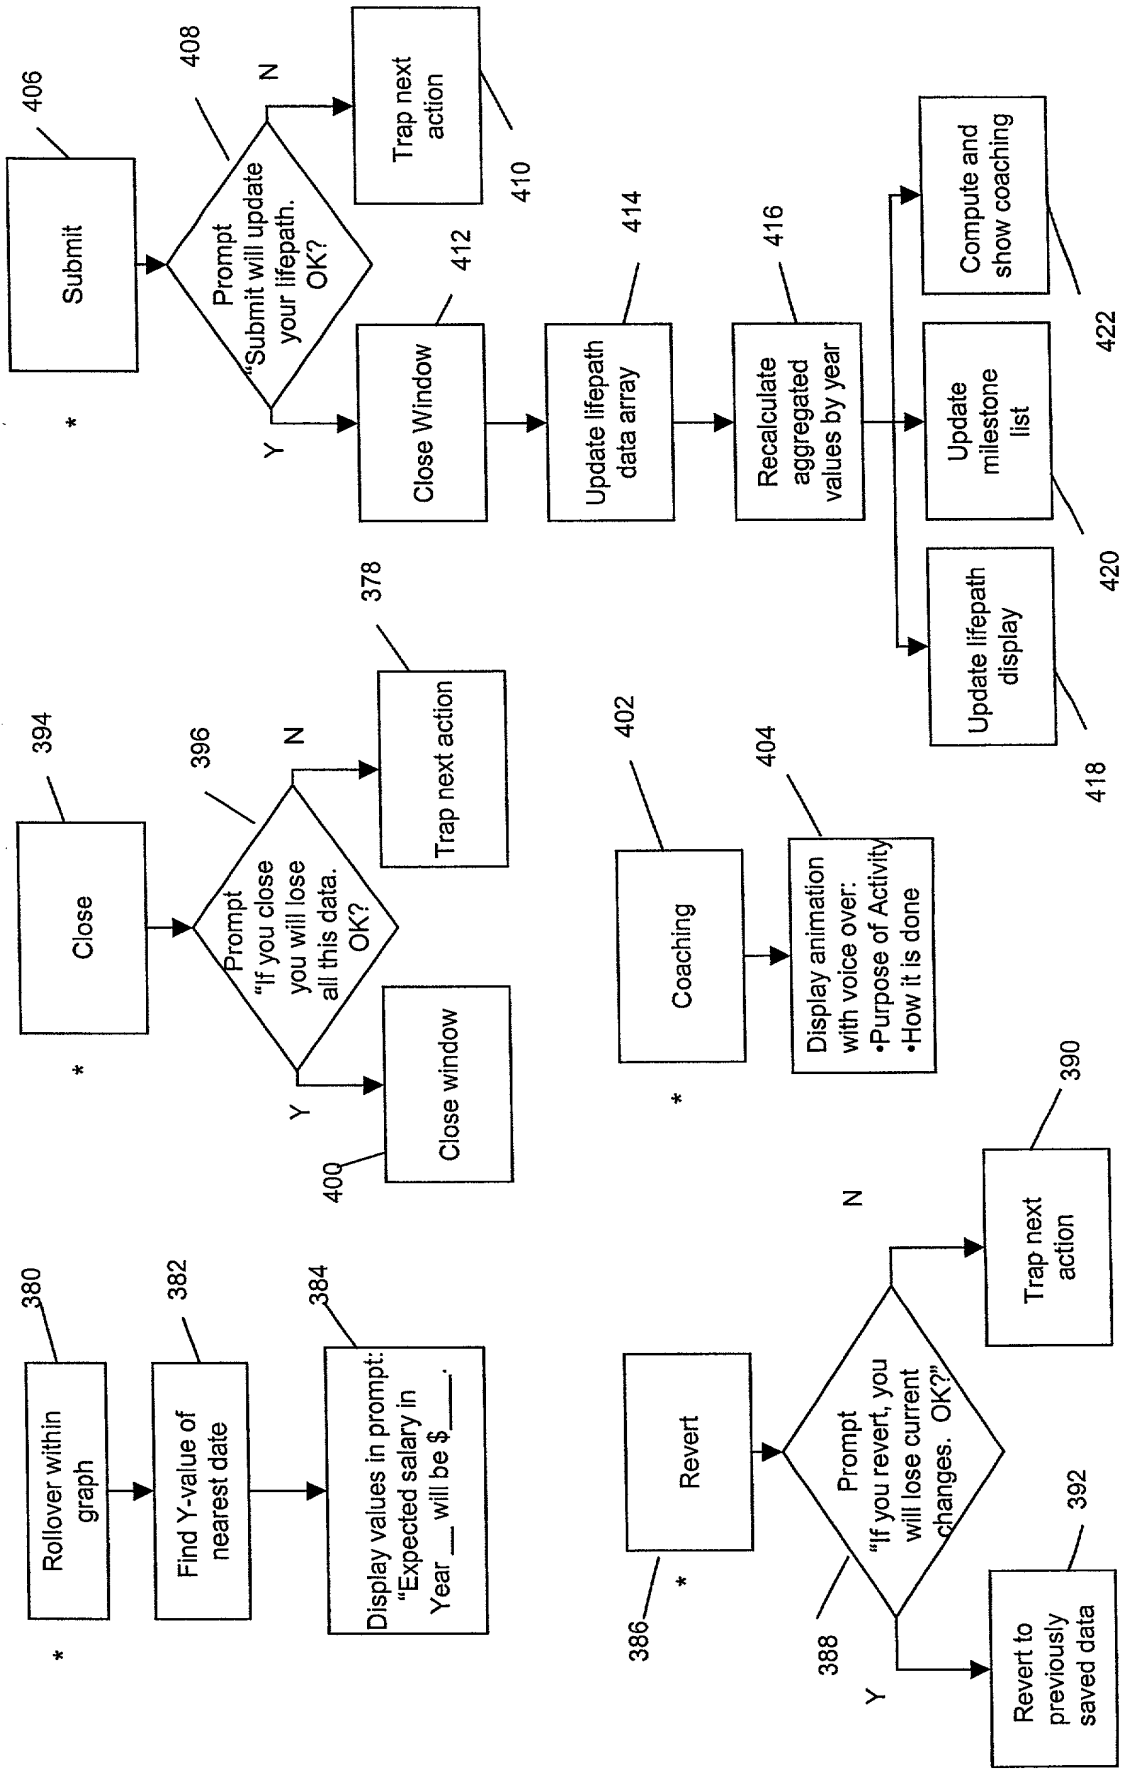 *
Rollover within
graph
380
Find Y-value of
nearest date
382
Display values in prompt:
“Expected salary in
Year __ will be $___.
384
*
Close
394
Prompt
“If you close
you will lose
all this data.
OK?
396
Y
N
Close window
400
Trap next action
378
*
Submit
406
Prompt
“Submit will update
your lifepath.
OK?
408
Y
N
Trap next
action
410
Close Window
412
Update lifepath
data array
414
Recalculate
aggregated
values by year
416
Update lifepath
display
418
Update
milestone
list
420
Compute and
show coaching
422
*
Revert
386
Prompt
“If you revert, you
will lose current
changes. OK?”
388
Y
N
Revert to
previously
saved data
392
Trap next
action
390
*
Coaching
402
Display animation
with voice over:
•Purpose of Activity
•How it is done
404